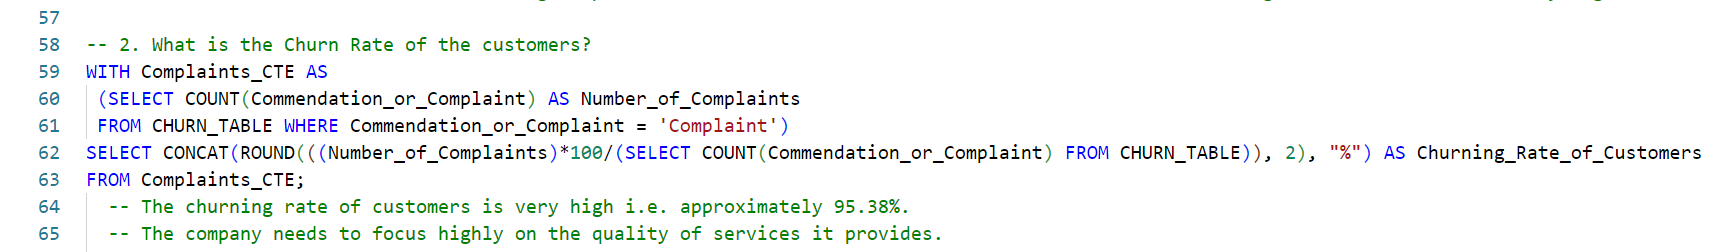 57
58 -- 2. What is the Churn Rate of the customers?
59 WITH Complaints_CTE AS
60 (SELECT COUNT(Commendation_or_Complaint) AS Number_of_Complaints
61 FROM CHURN_TABLE WHERE Commendation_or_Complaint = 'Complaint')
62 SELECT CONCAT(ROUND(((Number_of_Complaints)*100/(SELECT COUNT(Commendation_or_Complaint) FROM CHURN_TABLE)), 2), "%") AS Churning_Rate_of_Customers
63 FROM Complaints_CTE;
64 -- The churning rate of customers is very high i.e. approximately 95.38%.
65 -- The company needs to focus highly on the quality of services it provides.